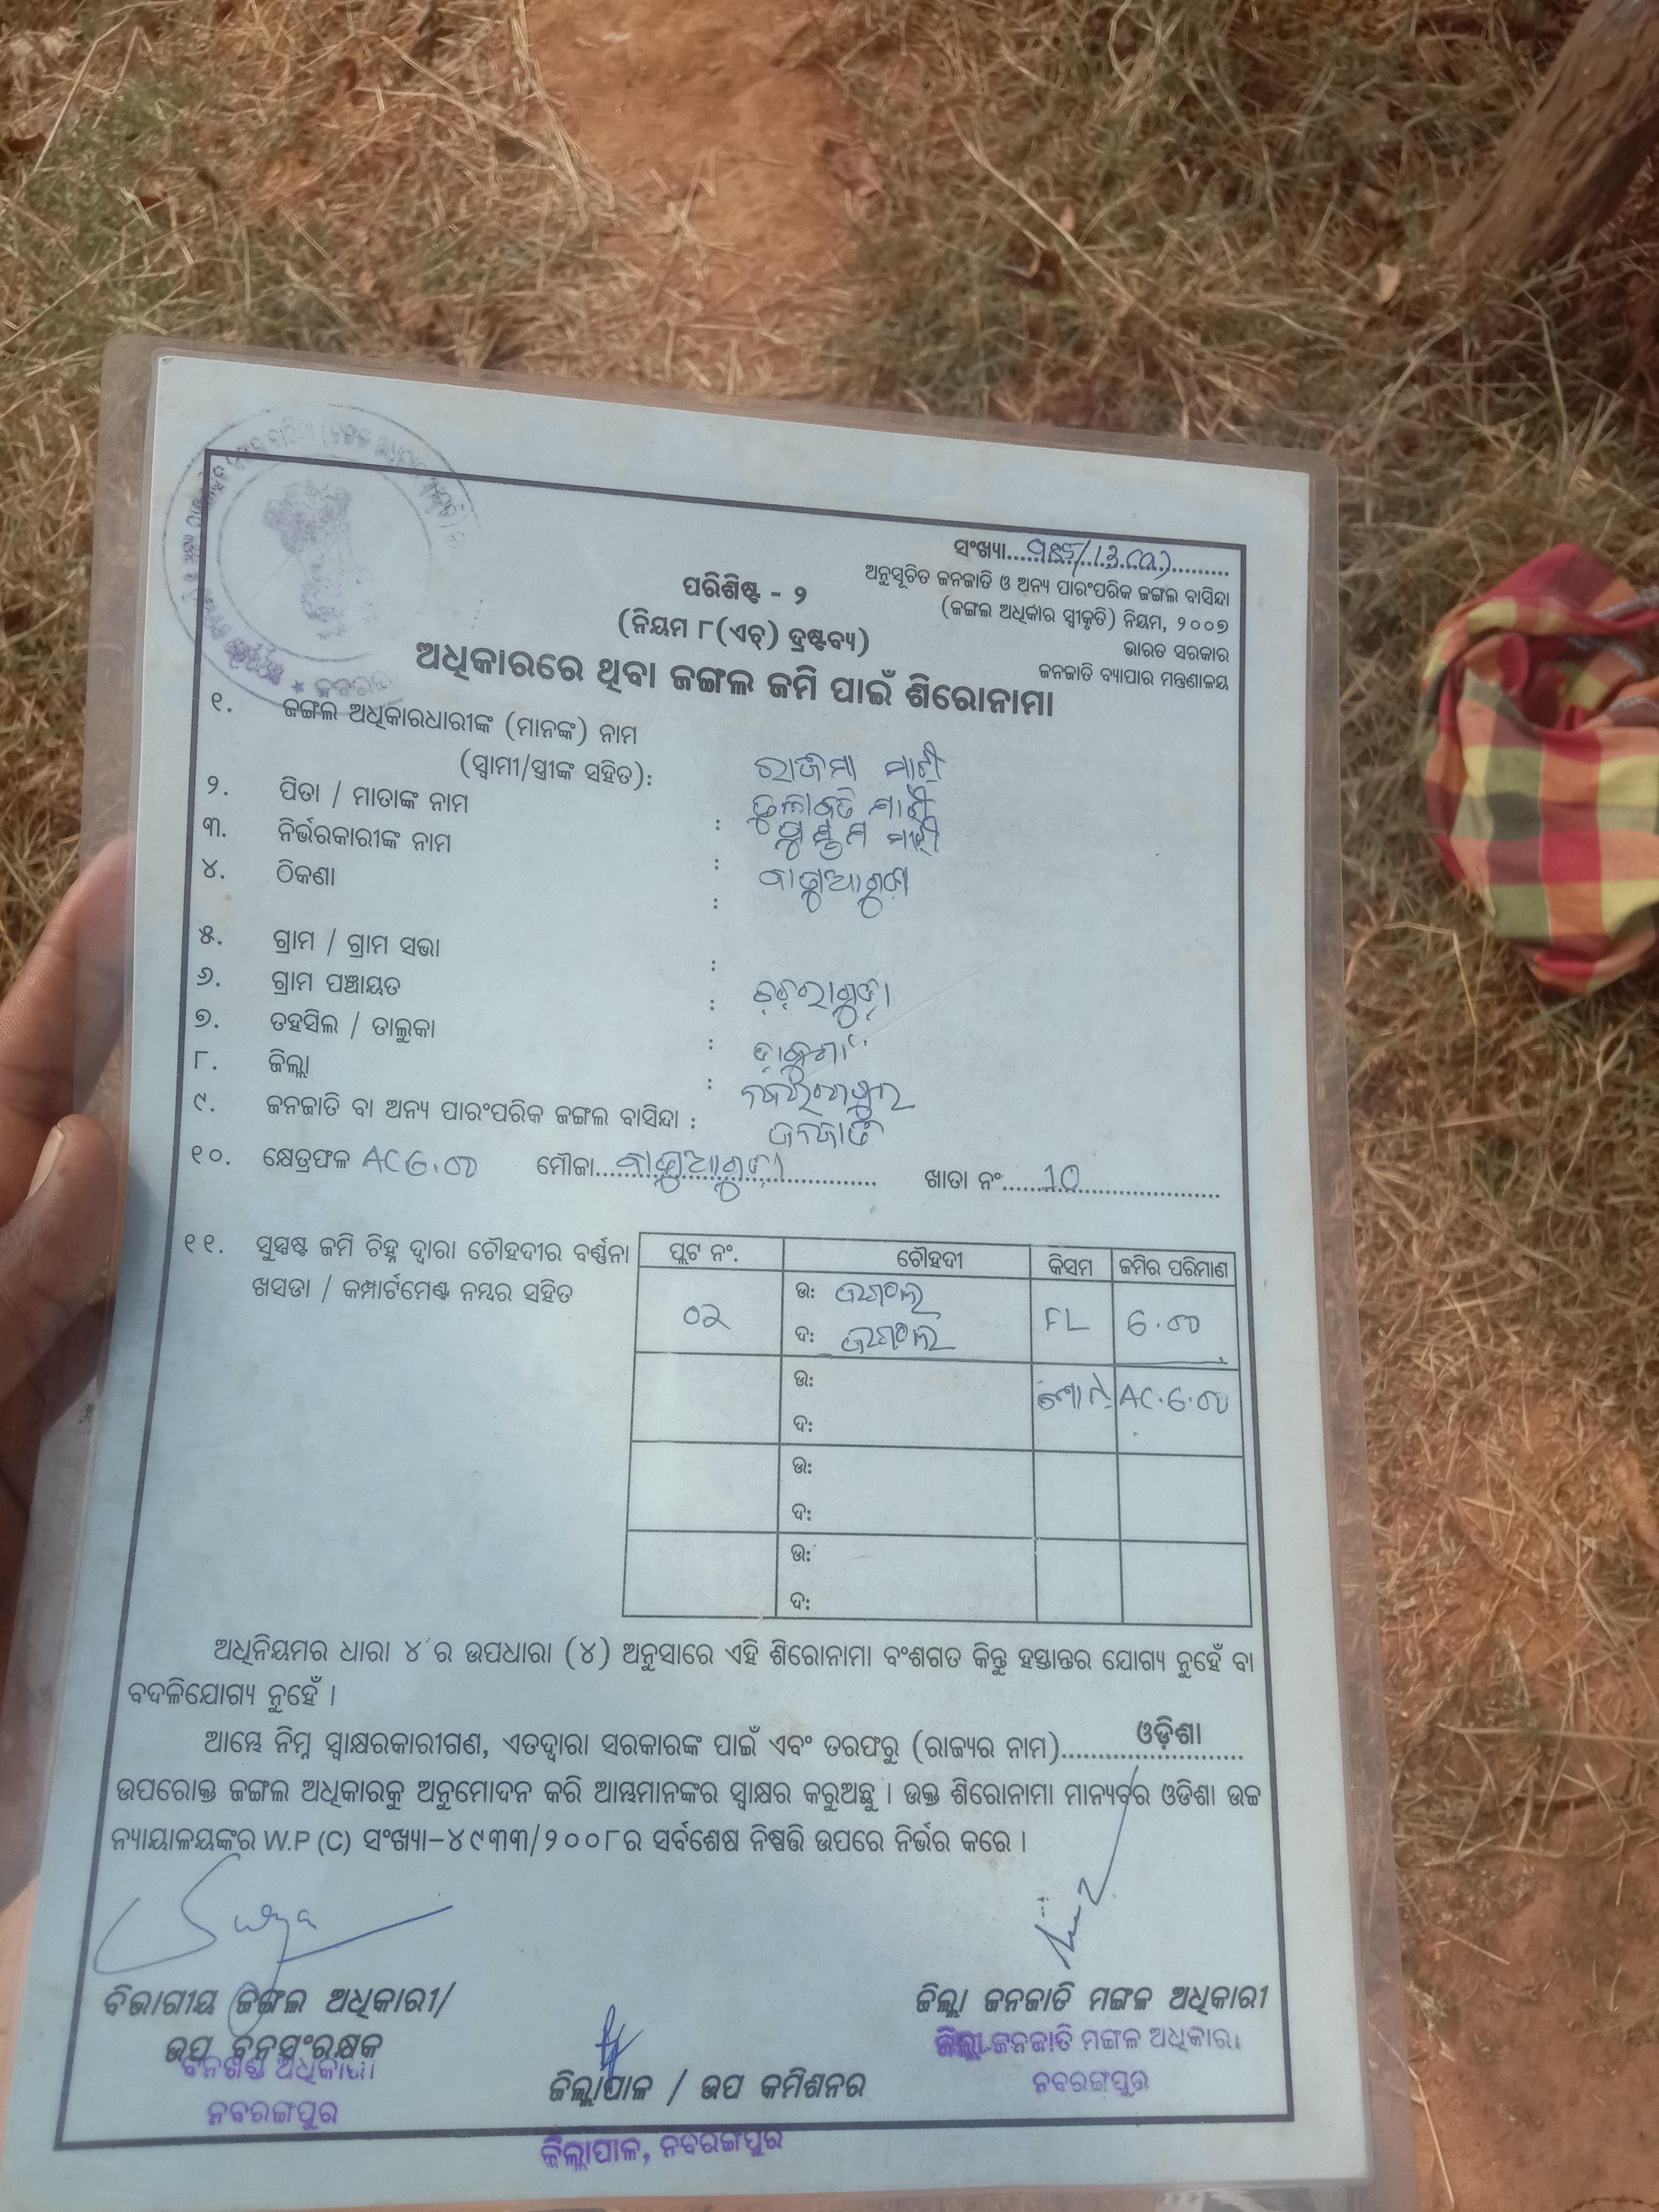 ସଂଖ୍ୟା
ଅନୁସୂଚିତ ଜନଜାତି ଓ ଅନ୍ୟ ପାରଂପରିକ ଜଙ୍ଗଲ ବାସିନ୍ଦା
(ଜଙ୍ଗଲ ଅଧିକାର ସ୍ୱୀକୃତି) ନିୟମ, ୨୦୦୭
ଭାରତ ସରକାର
ଜନଜାତି ବ୍ୟାପାର ମନ୍ତ୍ରଣାଳୟ
ପରିଶିଷ୍ଟ - ୨
(ନିୟମ ୮(ଏଚ୍) ଦ୍ରଷ୍ଟବ୍ୟ)
ଅଧିକାରରେ ଥିବା ଜଙ୍ଗଲ ଜମି ପାଇଁ ଶିରୋନାମା
୧. ଜଙ୍ଗଲ ଅଧିକାରଧାରୀଙ୍କ (ମାନଙ୍କ) ନାମ
(ସ୍ୱାମୀ/ସ୍ତ୍ରୀଙ୍କ ସହିତ):
୨. ପିତା / ମାତାଙ୍କ ନାମ :
୩. ନିର୍ଭରକାରୀଙ୍କ ନାମ :
୪. ଠିକଣା :
୫. ଗ୍ରାମ / ଗ୍ରାମ ସଭା :
୬. ଗ୍ରାମ ପଞ୍ଚାୟତ :
୭. ତହସିଲ / ତାଲୁକା :
୮. ଜିଲ୍ଲା :
୯. ଜନଜାତି ବା ଅନ୍ୟ ପାରଂପରିକ ଜଙ୍ଗଲ ବାସିନ୍ଦା : ଜନଜାତି
୧୦. କ୍ଷେତ୍ରଫଳ ମୌଜା ଖାତା ନଂ 10
୧୧. ସୁସ୍ପଷ୍ଟ ଜମି ଚିହ୍ନ ଦ୍ୱାରା ଚୌହଦୀର ବର୍ଣ୍ଣନା
ଖସଡା / କମ୍ପାର୍ଟମେଣ୍ଟ ନମ୍ୱର ସହିତ
ପ୍ଲଟ ନଂ. ଚୌହଦୀ କିସମ ଜମିର ପରିମାଣ
02 ଉ: ଜଙ୍ଗଲ FL
ଦ: ଜଙ୍ଗଲ
ଉ:
ଦ:
ଉ:
ଦ:
ଉ:
ଦ:
ଅଧିନିୟମର ଧାରା ୪ ର ଉପଧାରା (୪) ଅନୁସାରେ ଏହି ଶିରୋନାମା ବଂଶଗତ କିନ୍ତୁ ହସ୍ତାନ୍ତର ଯୋଗ୍ୟ ନୁହେଁ ବା
ବଦଳିଯୋଗ୍ୟ ନୁହେଁ ।
ଆମ୍ଭେ ନିମ୍ନ ସ୍ୱାକ୍ଷରକାରୀଗଣ, ଏତଦ୍ୱାରା ସରକାରଙ୍କ ପାଇଁ ଏବଂ ତରଫରୁ (ରାଜ୍ୟର ନାମ) ଓଡ଼ିଶା
ଉପରୋକ୍ତ ଜଙ୍ଗଲ ଅଧିକାରକୁ ଅନୁମୋଦନ କରି ଆମ୍ଭମାନଙ୍କର ସ୍ୱାକ୍ଷର କରୁଅଛୁ । ଉକ୍ତ ଶିରୋନାମା ମାନ୍ୟବର ଓଡିଶା ଉଚ୍ଚ
ନ୍ୟାୟାଳୟଙ୍କର W.P (C) ସଂଖ୍ୟା-୪୯୩୩/୨୦୦୮ର ସର୍ବଶେଷ ନିଷ୍ପତ୍ତି ଉପରେ ନିର୍ଭର କରେ ।
ବିଭାଗୀୟ ଜଙ୍ଗଲ ଅଧିକାରୀ/
ଉପ ବନସଂରକ୍ଷକ
ବନଖଣ୍ଡ ଅଧିକାରୀ
ନବରଙ୍ଗପୁର
ଜିଲ୍ଲାପାଳ / ଉପ କମିଶନର
ଜିଲ୍ଲାପାଳ, ନବରଙ୍ଗପୁର
ଜିଲ୍ଲା ଜନଜାତି ମଙ୍ଗଳ ଅଧିକାରୀ
ଜିଲ୍ଲା ଜନଜାତି ମଙ୍ଗଳ ଅଧିକାରୀ
ନବରଙ୍ଗପୁର